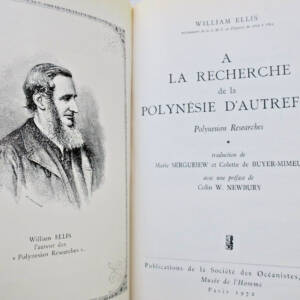 William ELLIS
l'auteur des
« Polynesian Researches ».
WILLIAM ELLIS
A
LA RECHERCHE
de la
POLYNÉSIE D'AUTREF
Polynesian Researches
traduction de
Marie SERGUEIEW et Colette de BUYER-MIMEU
avec une préface de
Colin W. NEWBURY
Publications de la Société des Océanistes,
Musée de l'Homme
Paris 1972